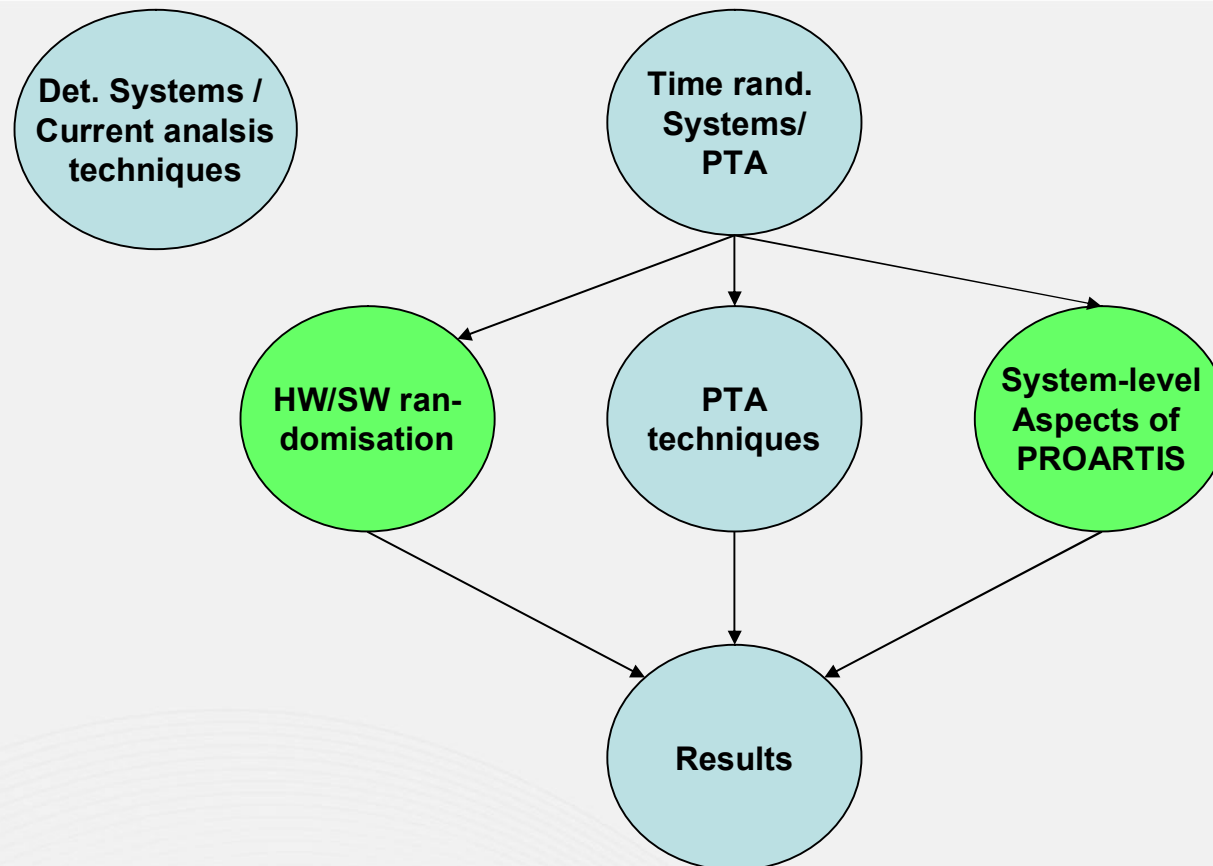 Det. Systems /
Current analsis
techniques
Time rand.
Systems/
PTA
HW/SW ran-
domisation
PTA
techniques
System-level
Aspects of
PROARTIS
Results